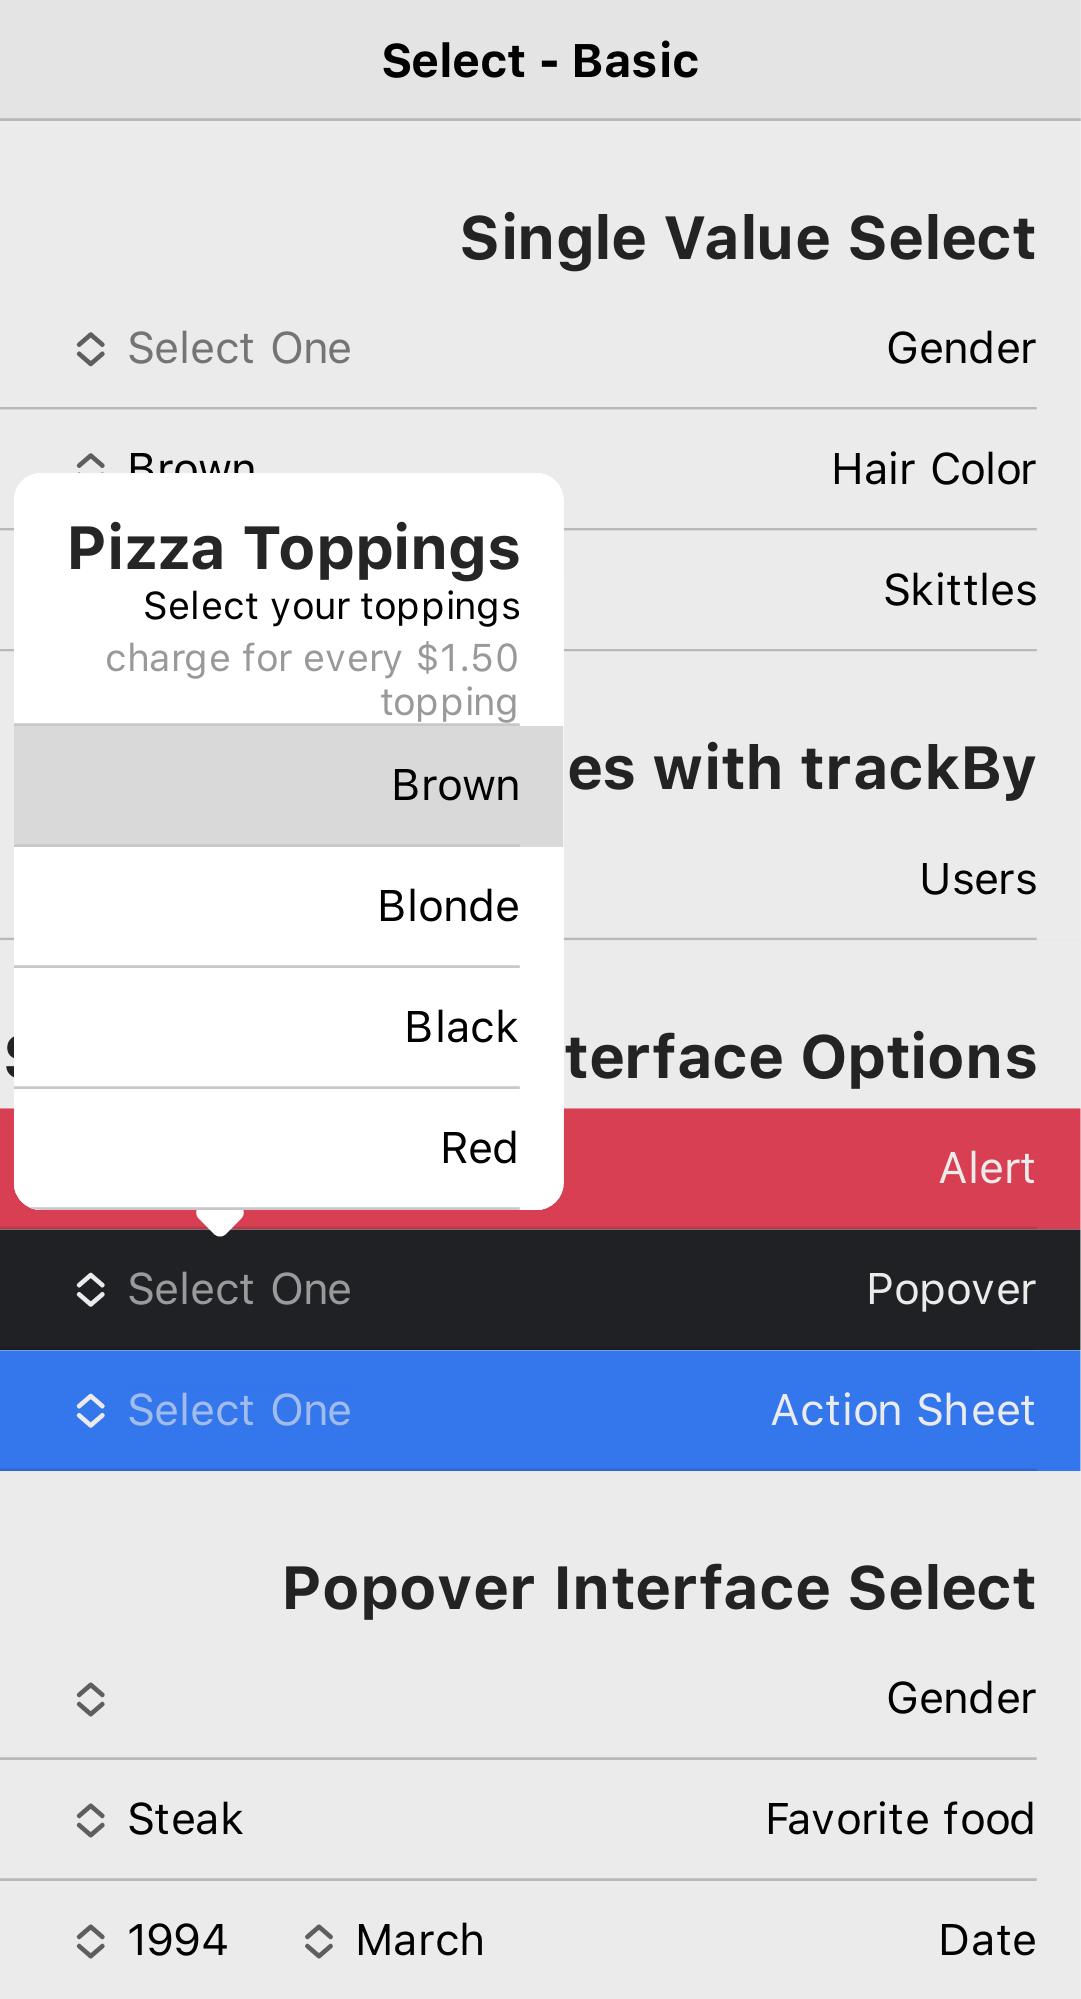 Select - Basic
Single Value Select
Gender
Select One
Hair Color
Brown
Skittles
Pizza Toppings
Select your toppings
charge for every $1.50
topping
Brown
Blonde
Black
Red
with trackBy
Users
Options
Alert
Popover
Select One
Action Sheet
Select One
Popover Interface Select
Gender
Favorite food
Steak
Date
March
1994